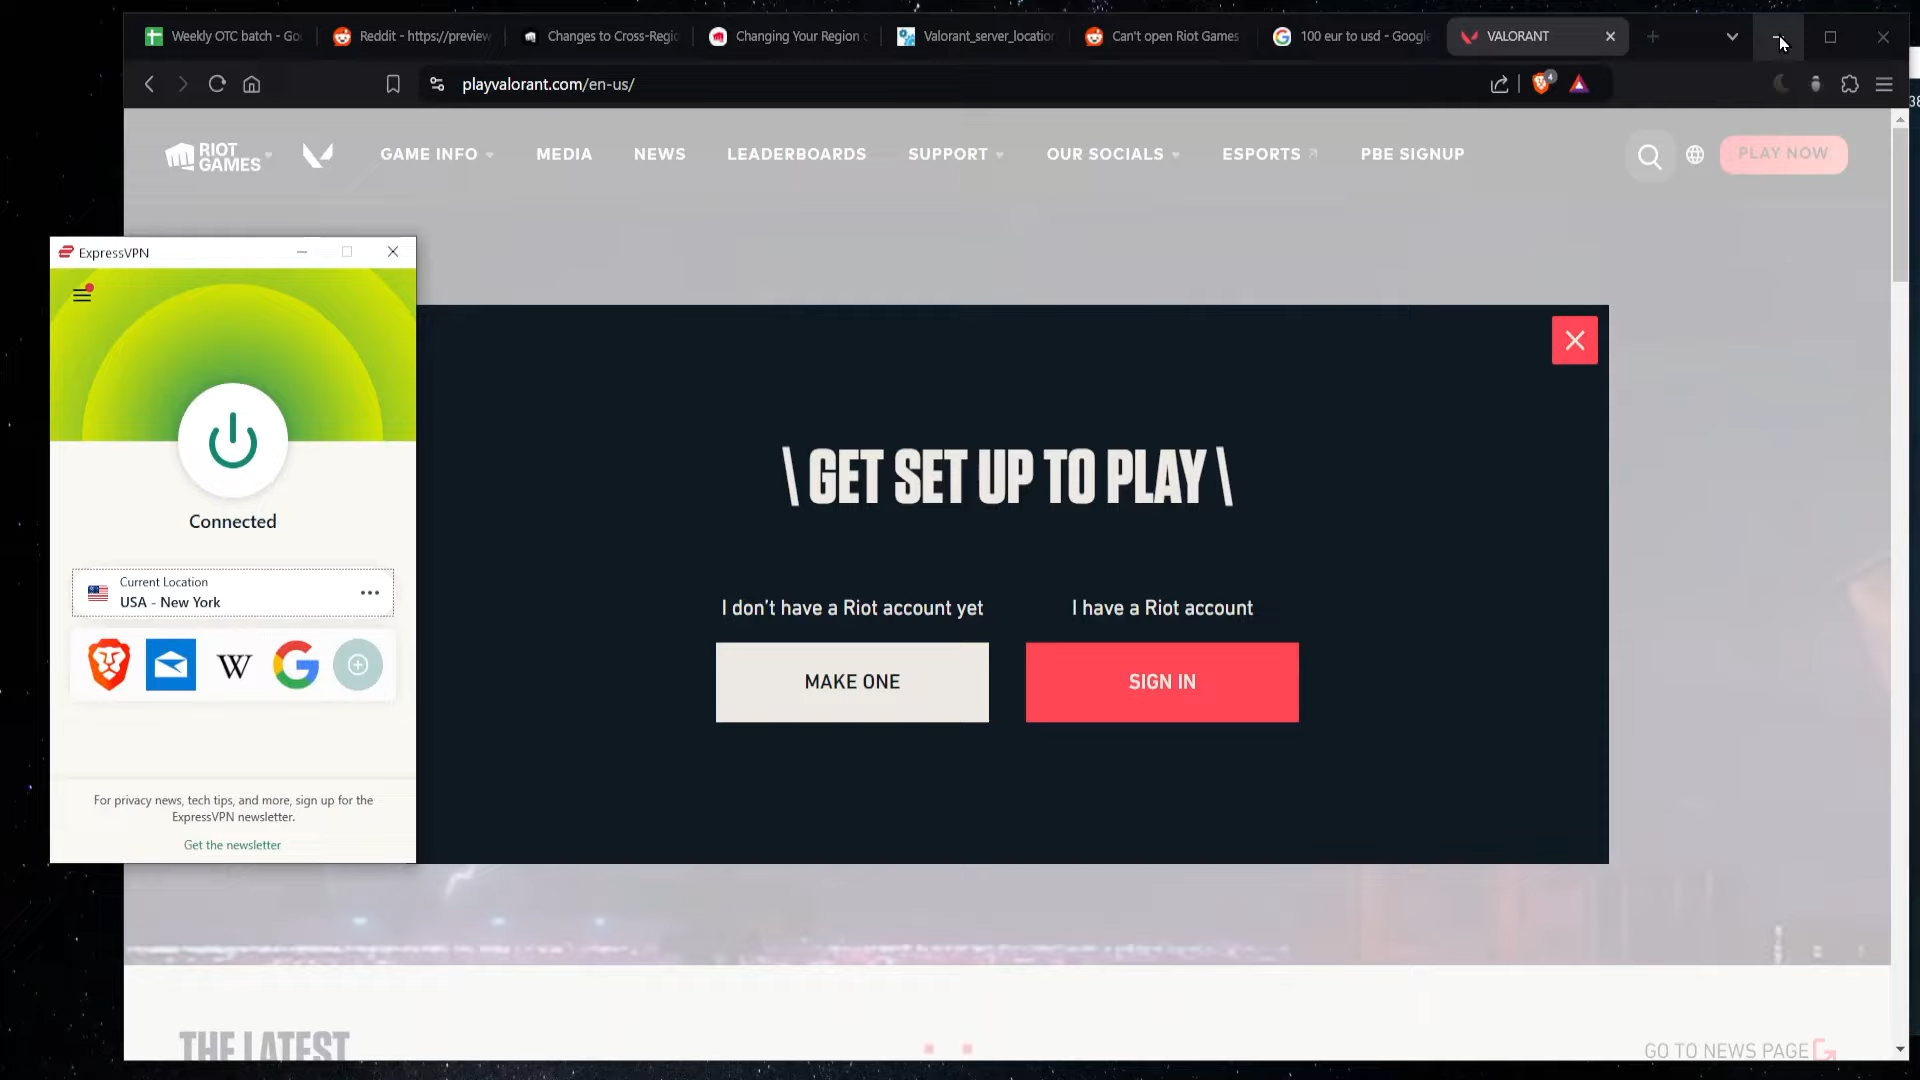 Weekly OTC batch - Go
Reddit - https://preview
Changes to Cross-Regi
Changing Your Region
Valorant_server_location
Can't open Riot Games
100 eur to usd - Google
VALORANT
playvalorant.com/en-us/
4
RIOT
GAMES
GAME INFO
MEDIA
NEWS
LEADERBOARDS
SUPPORT
OUR SOCIALS
ESPORTS
PBE SIGNUP
PLAY NOW
ExpressVPN
Connected
Current Location
USA - New York
W
For privacy news, tech tips, and more, sign up for the
ExpressVPN newsletter.
Get the newsletter
\ GET SET UP TO PLAY \
I don't have a Riot account yet
I have a Riot account
MAKE ONE
SIGN IN
THE LATEST
GO TO NEWS PAGE